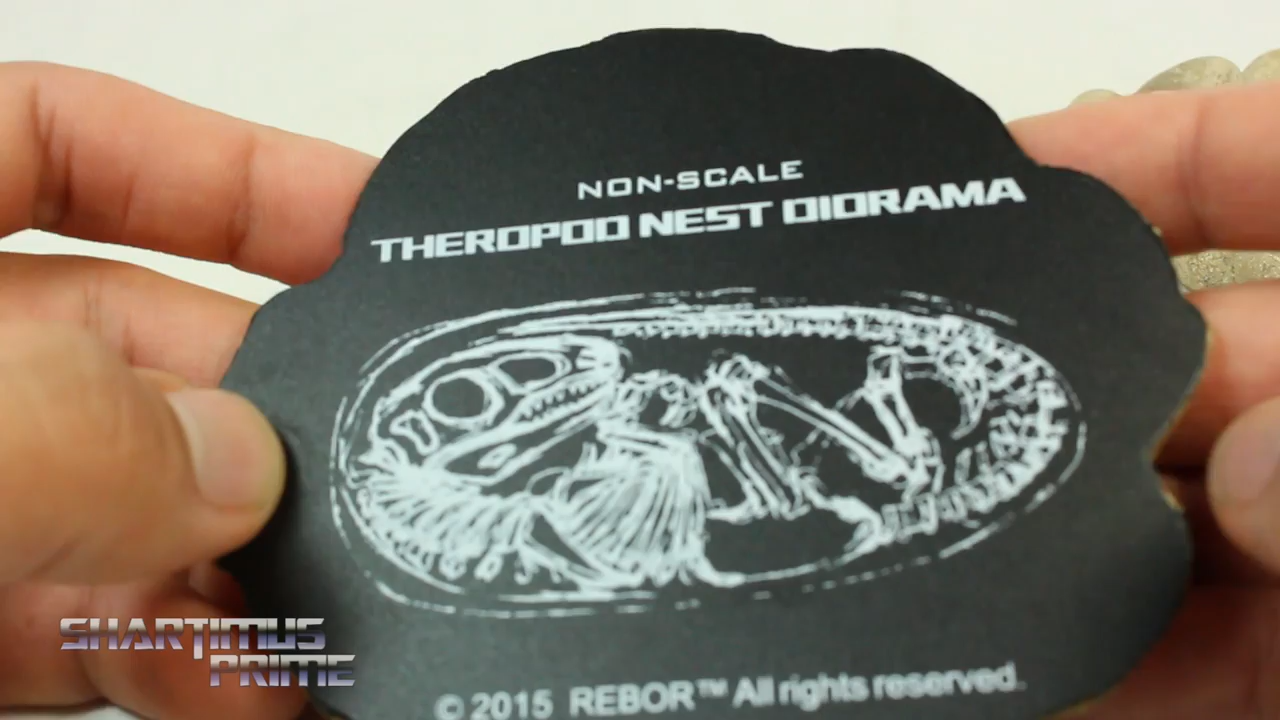 NON-SCALE
THEROPOD NEST DIORAMA
© 2015 REBOR™ All rights reserved.
SHARTIMUS
PRIME